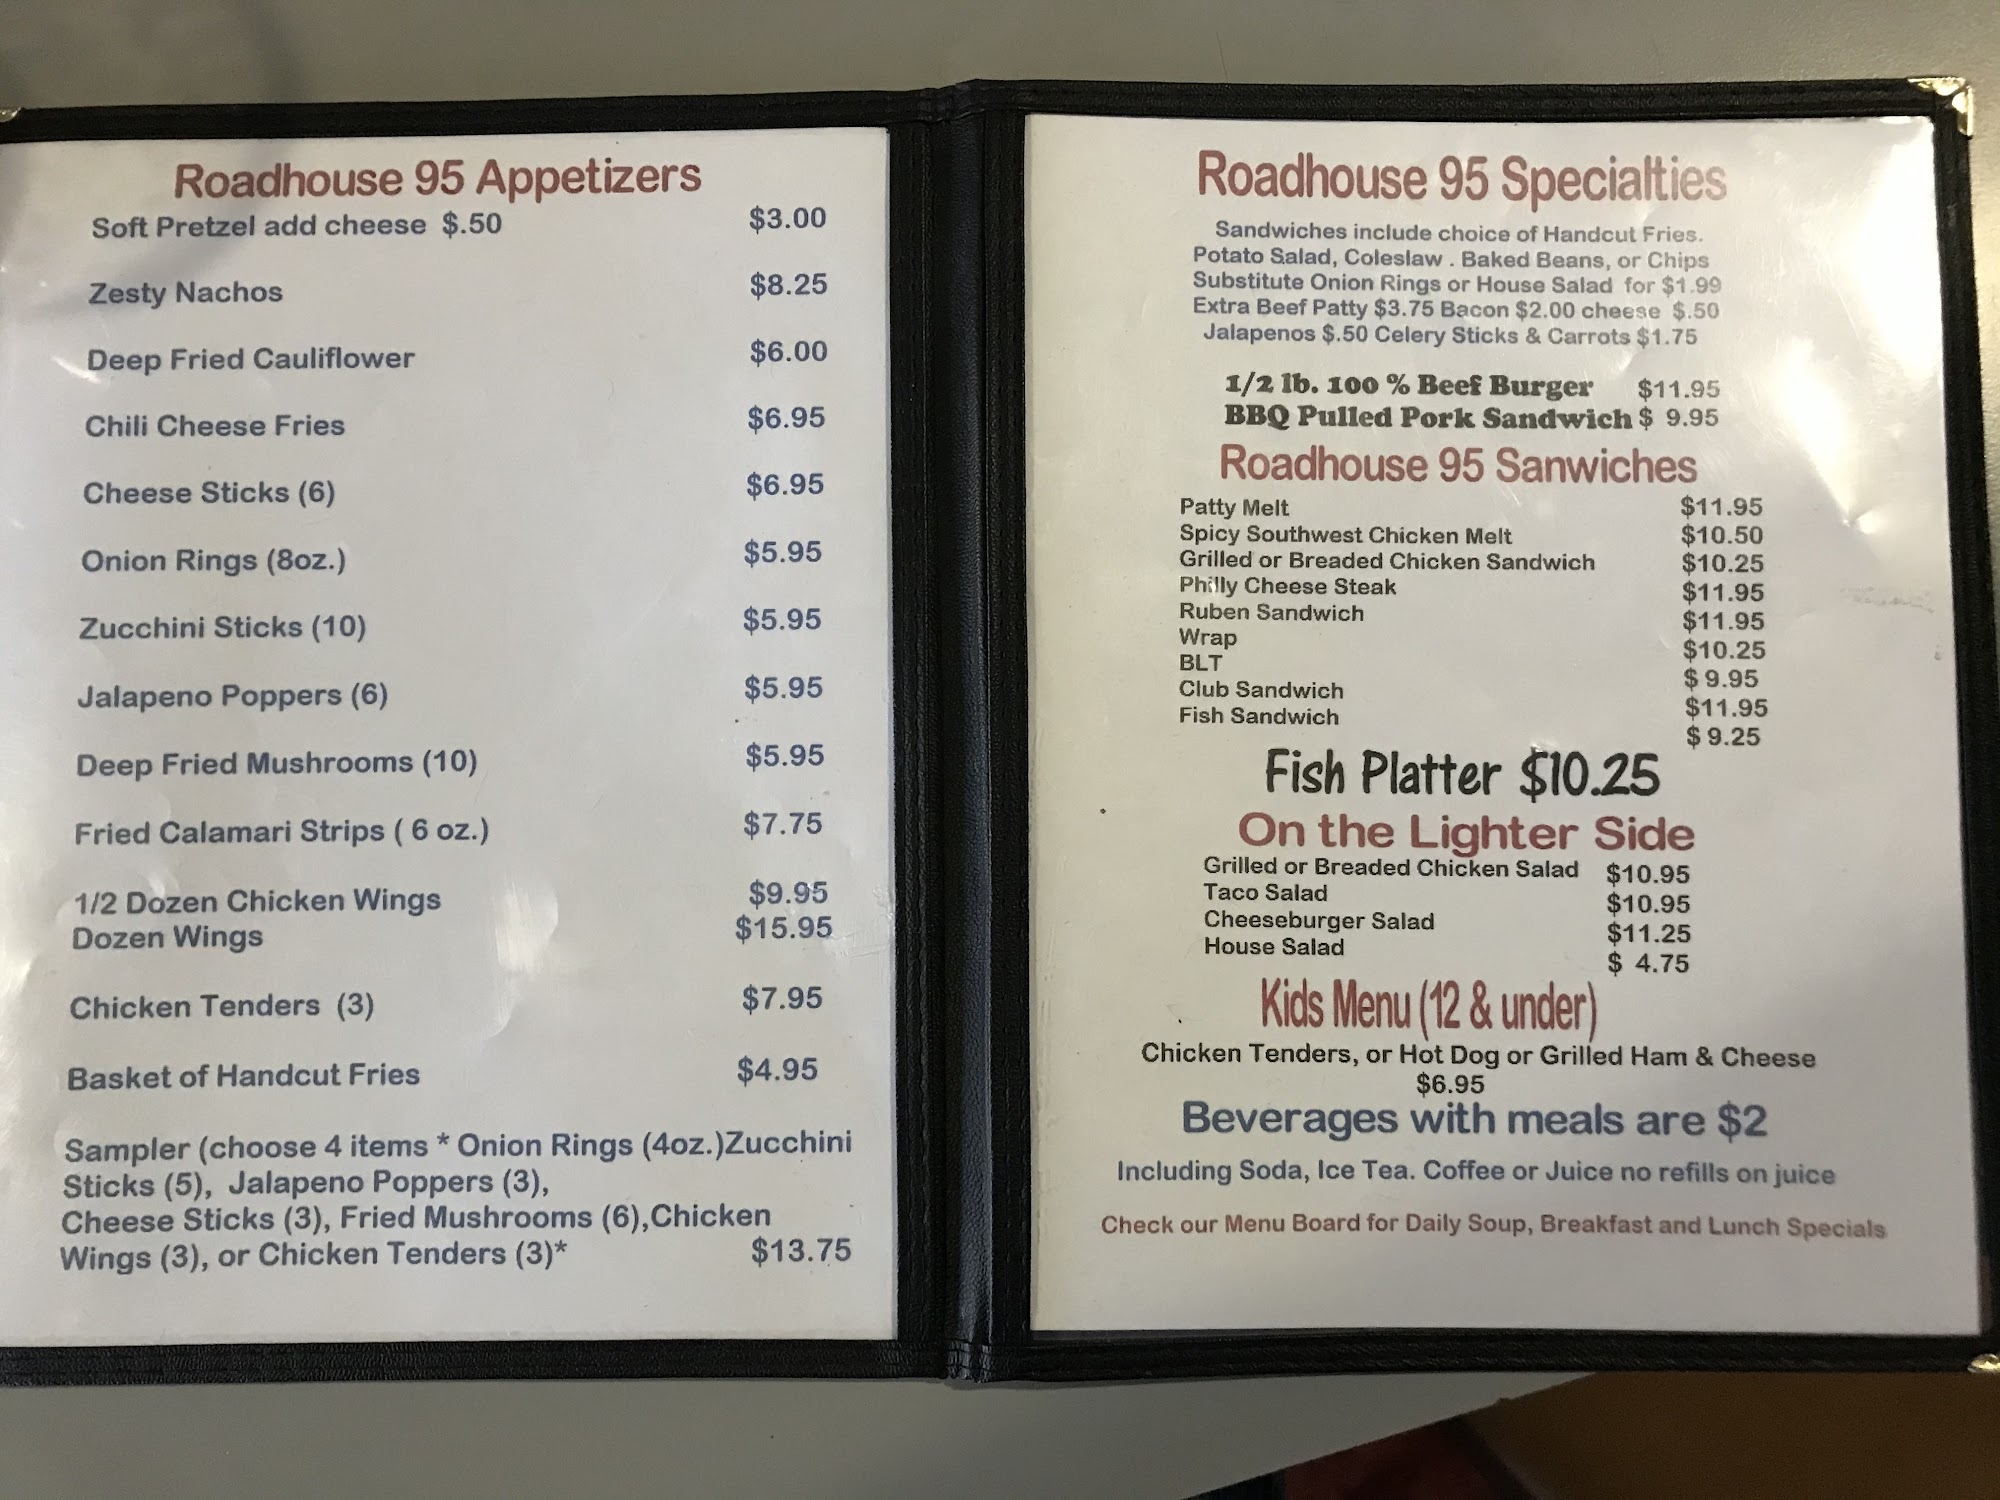 Roadhouse 95 Appetizers
Soft Pretzel add cheese $.50 $3.00
Zesty Nachos $8.25
Deep Fried Cauliflower $6.00
Chili Cheese Fries $6.95
Cheese Sticks (6) $6.95
Onion Rings (8oz.) $5.95
Zucchini Sticks (10) $5.95
Jalapeno Poppers (6) $5.95
Deep Fried Mushrooms (10) $5.95
Fried Calamari Strips ( 6 oz.) $7.75
1/2 Dozen Chicken Wings $9.95
Dozen Wings $15.95
Chicken Tenders (3) $7.95
Basket of Handcut Fries $4.95
Sampler (choose 4 items * Onion Rings (4oz.)Zucchini
Sticks (5), Jalapeno Poppers (3),
Cheese Sticks (3), Fried Mushrooms (6),Chicken
Wings (3), or Chicken Tenders (3)* $13.75
Roadhouse 95 Specialties
Sandwiches include choice of Handcut Fries.
Potato Salad, Coleslaw . Baked Beans, or Chips
Substitute Onion Rings or House Salad for $1.99
Extra Beef Patty $3.75 Bacon $2.00 cheese $.50
Jalapenos $.50 Celery Sticks & Carrots $1.75
1/2 lb. 100 % Beef Burger $11.95
BBQ Pulled Pork Sandwich $ 9.95
Roadhouse 95 Sanwiches
Patty Melt $11.95
Spicy Southwest Chicken Melt $10.50
Grilled or Breaded Chicken Sandwich $10.25
Philly Cheese Steak $11.95
Ruben Sandwich $11.95
Wrap $10.25
BLT $ 9.95
Club Sandwich $11.95
Fish Sandwich $ 9.25
Fish Platter $10.25
On the Lighter Side
Grilled or Breaded Chicken Salad $10.95
Taco Salad $10.95
Cheeseburger Salad $11.25
House Salad $ 4.75
Kids Menu (12 & under)
Chicken Tenders, or Hot Dog or Grilled Ham & Cheese
$6.95
Beverages with meals are $2
Including Soda, Ice Tea. Coffee or Juice no refills on juice
Check our Menu Board for Daily Soup, Breakfast and Lunch Specials